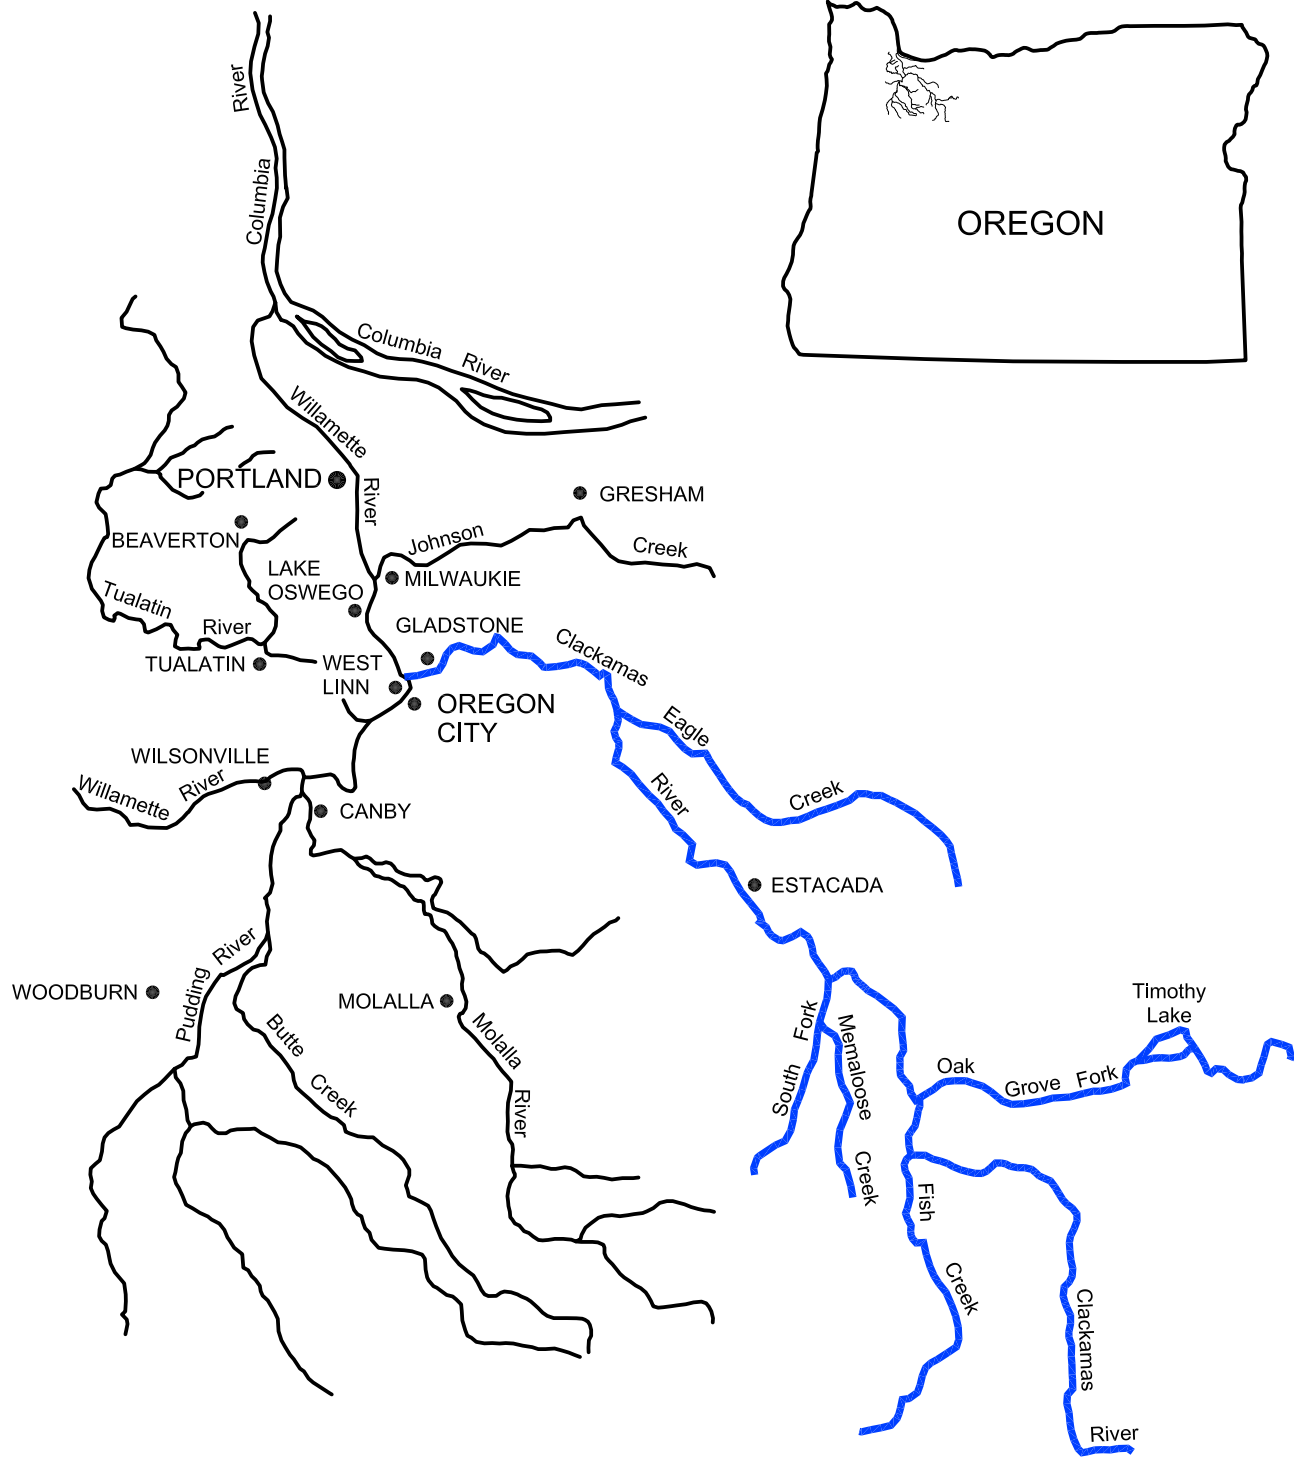 River
Columbia
OREGON
Columbia River
Willamette
River
PORTLAND
GRESHAM
BEAVERTON
Johnson
Creek
LAKE
OSWEGO
MILWAUKIE
Tualatin
River
GLADSTONE
TUALATIN
WEST
LINN
Clackamas
OREGON
CITY
Eagle
Creek
WILSONVILLE
Willamette River
River
CANBY
ESTACADA
Pudding River
WOODBURN
MOLALLA
Molalla
River
Butte
Creek
South Fork
Memaloose
Creek
Timothy
Lake
Oak
Grove Fork
Fish
Creek
Clackamas
River